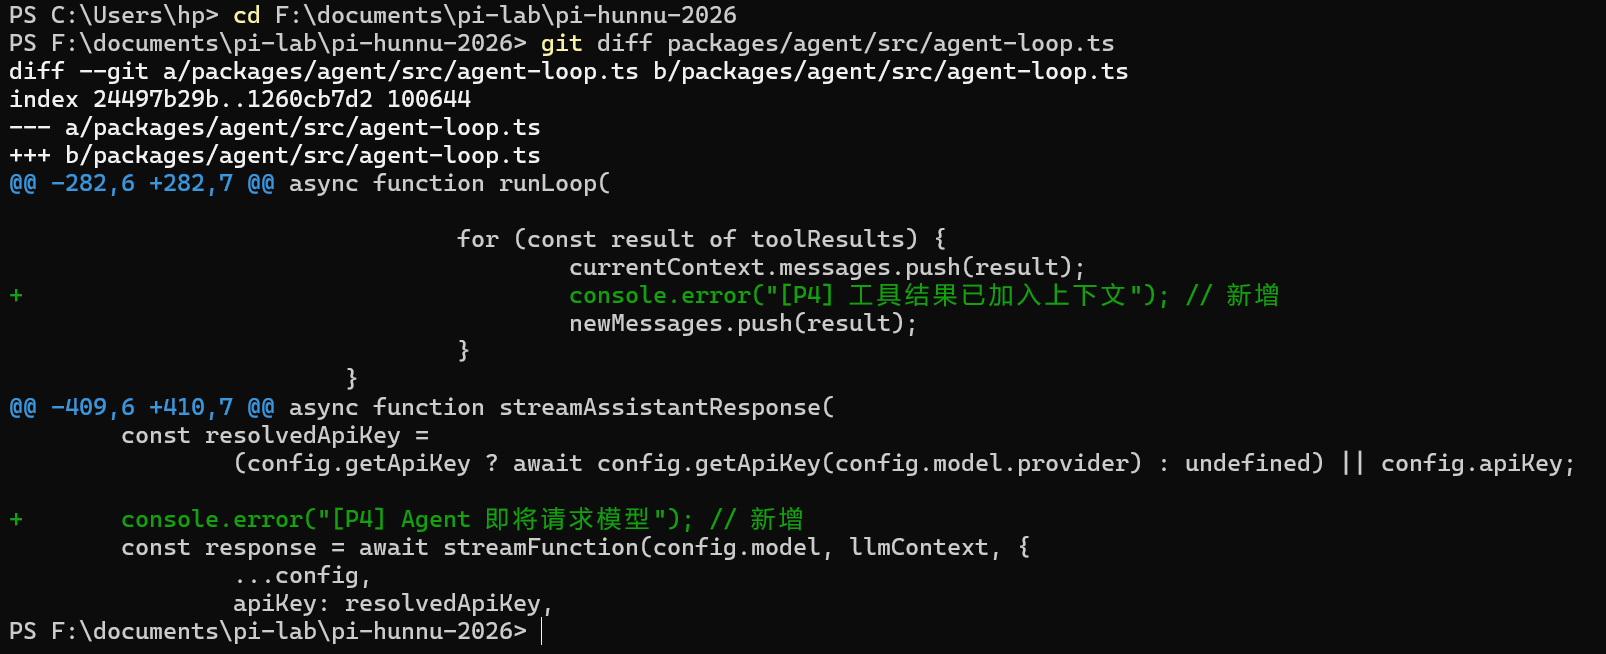 PS C:\Users\hp> cd F:\documents\pi-lab\pi-hunnu-2026
PS F:\documents\pi-lab\pi-hunnu-2026> git diff packages/agent/src/agent-loop.ts
diff --git a/packages/agent/src/agent-loop.ts b/packages/agent/src/agent-loop.ts
index 24497b29b..1260cb7d2 100644
--- a/packages/agent/src/agent-loop.ts
+++ b/packages/agent/src/agent-loop.ts
@@ -282,6 +282,7 @@ async function runLoop(
for (const result of toolResults) {
currentContext.messages.push(result);
+ console.error("[P4] 工具结果已加入上下文"); // 新增
newMessages.push(result);
}
}
@@ -409,6 +410,7 @@ async function streamAssistantResponse(
const resolvedApiKey =
(config.getApiKey ? await config.getApiKey(config.model.provider) : undefined) || config.apiKey;
+ console.error("[P4] Agent 即将请求模型"); // 新增
const response = await streamFunction(config.model, llmContext, {
...config,
apiKey: resolvedApiKey,
PS F:\documents\pi-lab\pi-hunnu-2026>